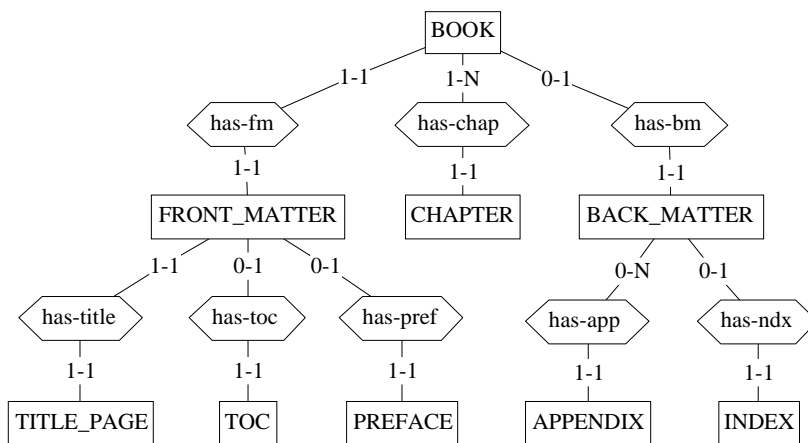 BOOK
1-1 1-N 0-1
has-fm has-chap has-bm
1-1 1-1 1-1
FRONT_MATTER CHAPTER BACK_MATTER
1-1 0-1 0-1 0-N 0-1
has-title has-toc has-pref has-app has-ndx
1-1 1-1 1-1 1-1 1-1
TITLE_PAGE TOC PREFACE APPENDIX INDEX